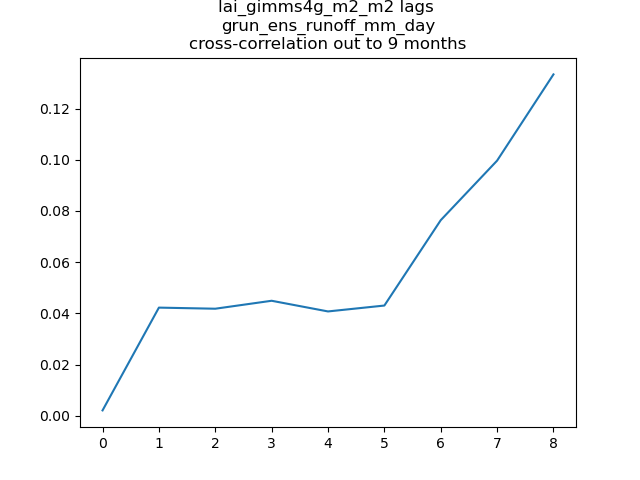 lai_gimms4g_m2_m2 lags
grun_ens_runoff_mm_day
cross-correlation out to 9 months
0.12
0.10
0.08
0.06
0.04
0.02
0.00
0 1 2 3 4 5 6 7 8